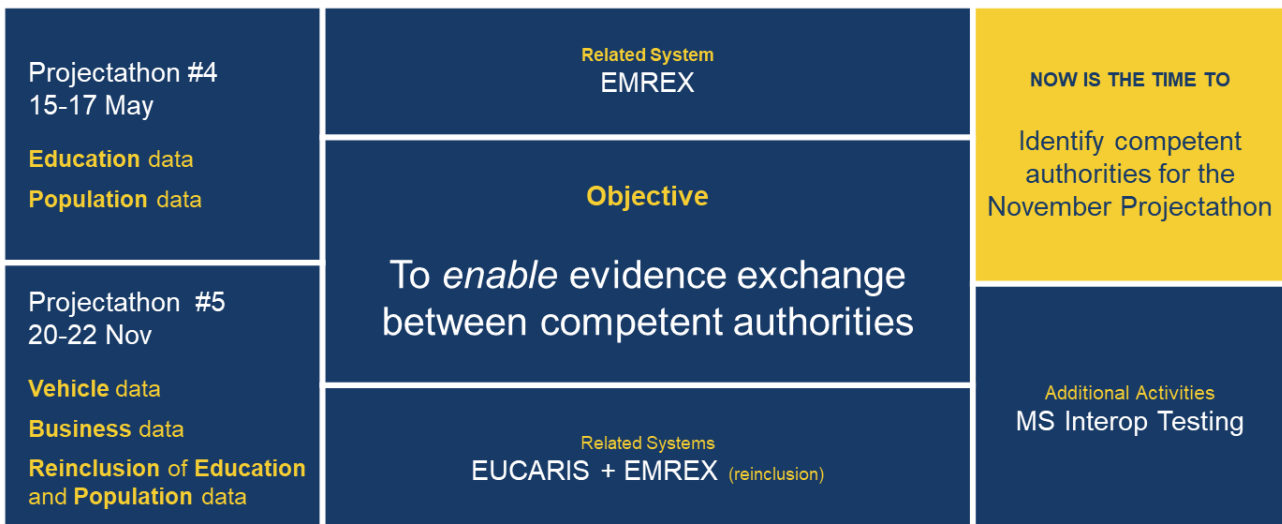 Projectathon #4
15-17 May
Education data
Population data
Projectathon #5
20-22 Nov
Vehicle data
Business data
Reinclusion of Education
and Population data
Related System
EMREX
Objective
To enable evidence exchange
between competent authorities
Related Systems
EUCARIS + EMREX (reinclusion)
NOW IS THE TIME TO
Identify competent
authorities for the
November Projectathon
Additional Activities
MS Interop Testing